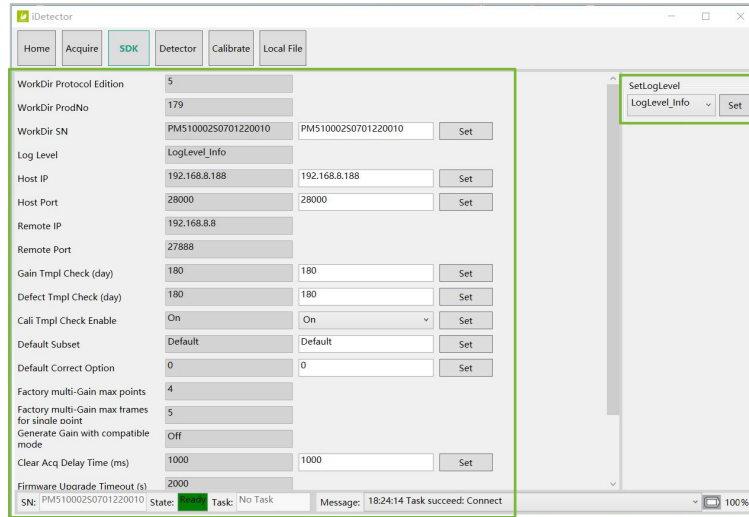 iDetector
Home Acquire SDK Detector Calibrate Local File
WorkDir Protocol Edition 5
WorkDir ProdNo 179
WorkDir SN PM510002S0701220010 PM510002S0701220010 Set
Log Level LogLevel_Info
Host IP 192.168.8.188 192.168.8.188 Set
Host Port 28000 28000 Set
Remote IP 192.168.8.8
Remote Port 27888
Gain Tmpl Check (day) 180 180 Set
Defect Tmpl Check (day) 180 180 Set
Cali Tmpl Check Enable On On Set
Default Subset Default Default Set
Default Correct Option 0 0 Set
Factory multi-Gain max points 4
Factory multi-Gain max frames
for single point 5
Generate Gain with compatible
mode Off
Clear Acq Delay Time (ms) 1000 1000 Set
Firmware Upgrade Timeout (s) 2000
SetLogLevel
LogLevel_Info Set
SN: PM510002S0701220010 State: Ready Task: No Task Message: 18:24:14 Task succeed: Connect 100%